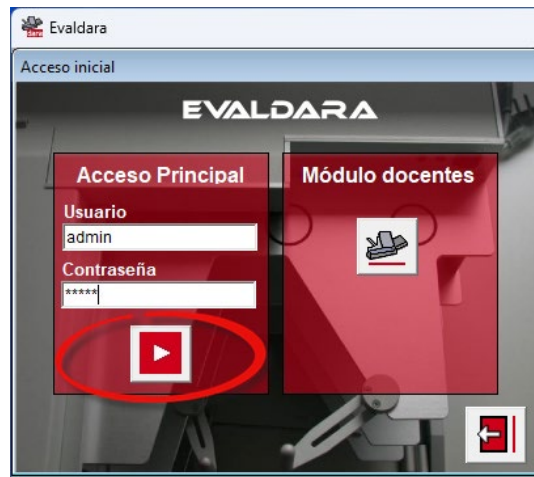 Evaldara
Acceso inicial
EVALDARA
Acceso Principal
Usuario
admin
Contraseña
*****
Módulo docentes